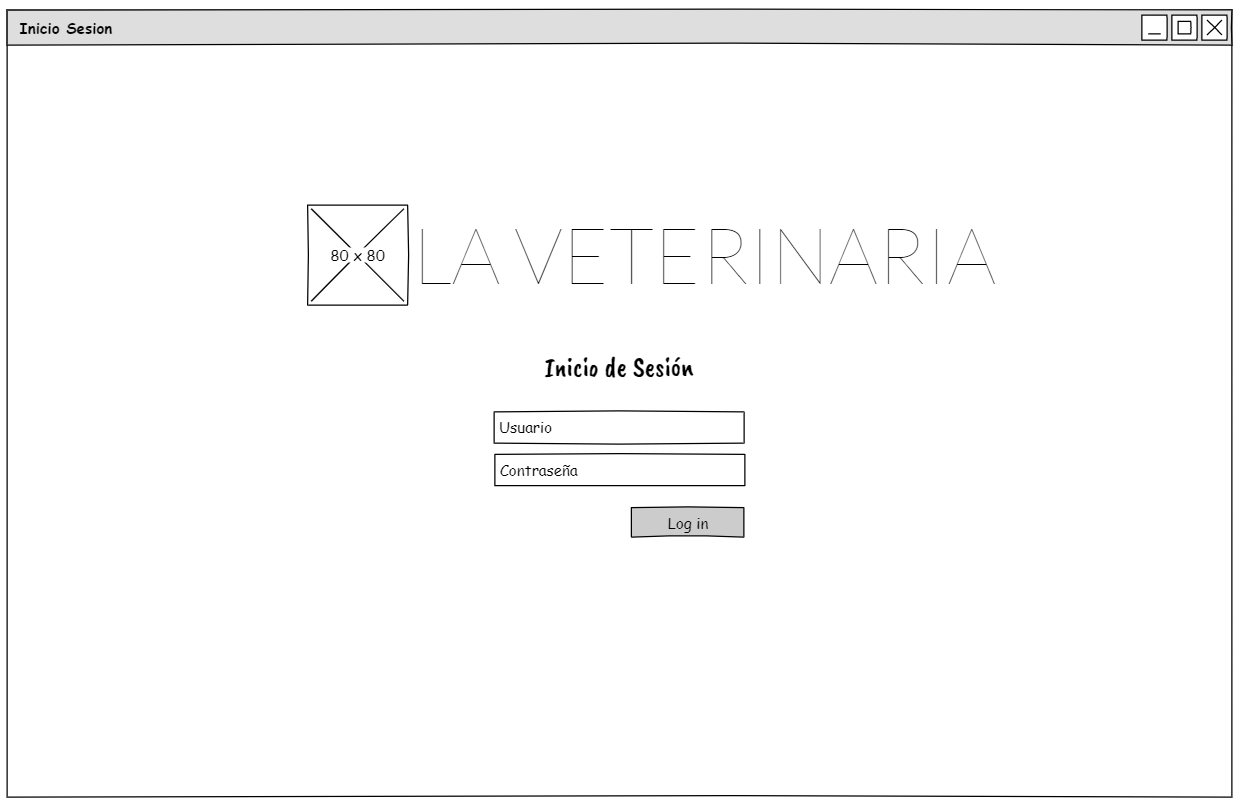 Inicio Sesion
80 x 80
LA VETERINARIA
Inicio de Sesión
Usuario
Contraseña
Log in